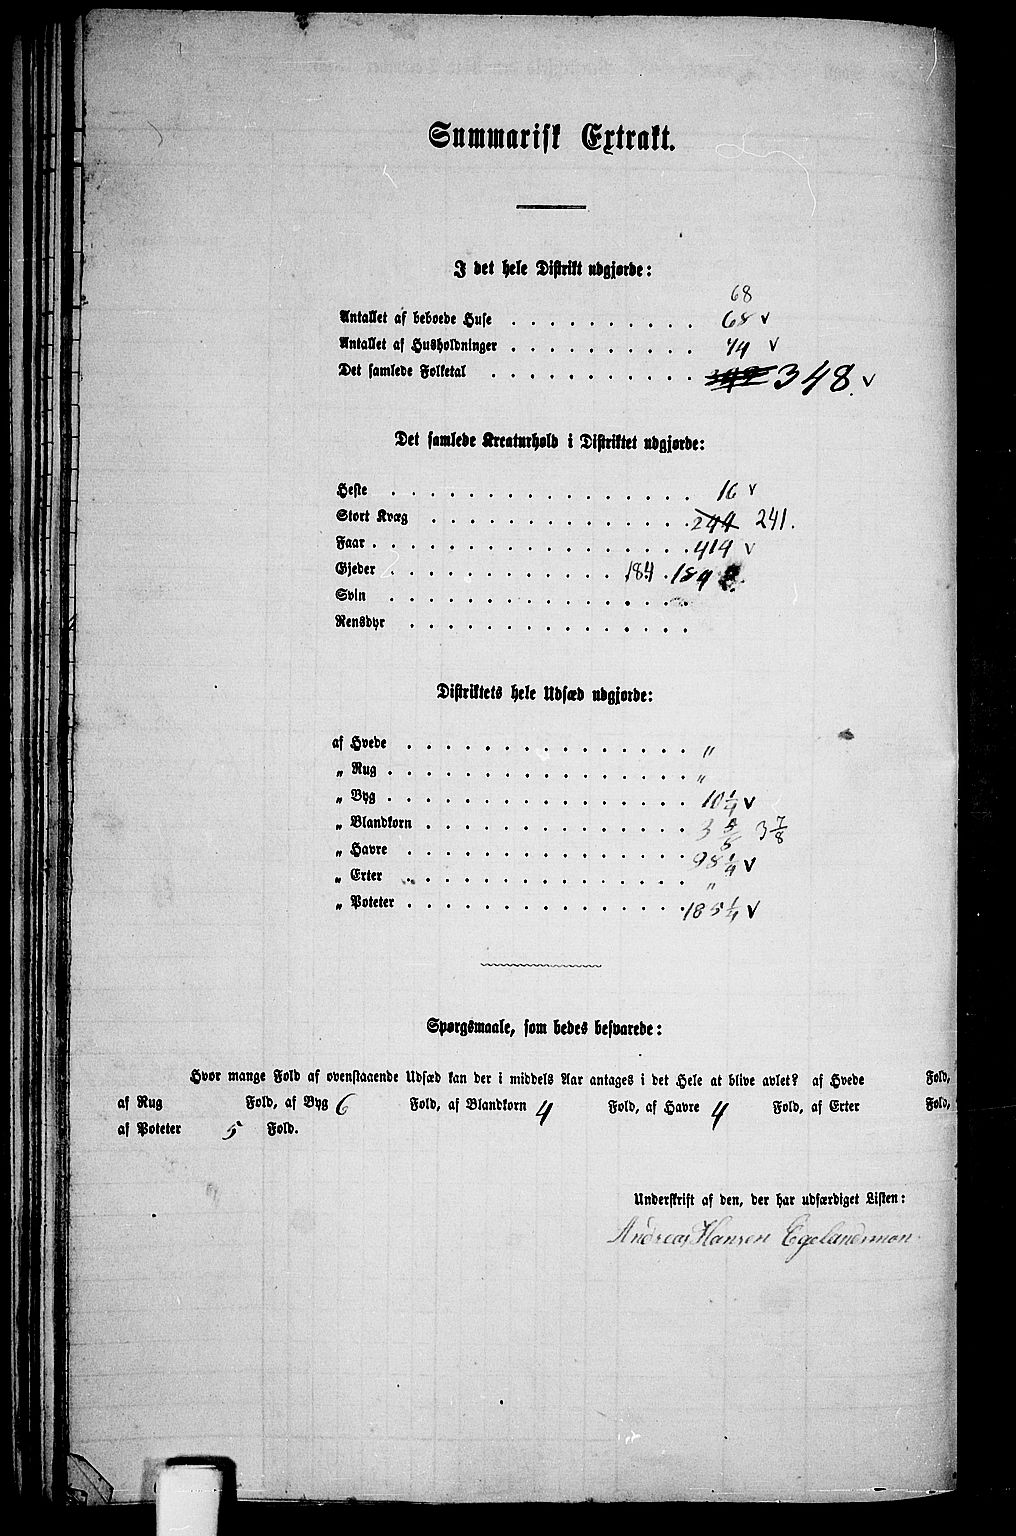 Summarisk Extrakt.
I det hele Distrikt udgjorde:
68
Antallet af beboede Huse . . . . . . . . . . 68 v
Antallet af Husholdninger . . . . . . . . . . 74 v
Det samlede Folketal . . . . . . . . . . . 348. v
Det samlede Kreaturhold i Distriktet udgjorde:
Heste . . . . . . . . . . . . . . . . 16 v
Stort Kvæg . . . . . . . . . . . . . . 244 241.
Faar . . . . . . . . . . . . . . . . . 414 v
Gjeder . . . . . . . . . . 184 . 184
Svin . . . . . . . . . . . . . . . .
Rensdyr . . . . . . . . . . . . . . .
Distriktets hele Udsæd udgjorde:
af Hvede . . . . . . . . . . . . . . . "
„ Rug . . . . . . . . . . . . . . . . "
„ Byg . . . . . . . . . . . . . . . . 10 1/4 v
„ Blandkorn . . . . . . . . . . . . . . 3 3 7/8
„ Havre . . . . . . . . . . . . . . . 98 1/4 v
„ Erter . . . . . . . . . . . . . . . "
„ Poteter . . . . . . . . . . . . . . . 185 1/4 v
Spørgsmaale, som bedes besvarede:
Hvor mange Fold af ovenstaaende Udsæd kan der i middels Aar antages i det Hele at blive avlet? af Hvede Fold,
af Rug Fold, af Byg 6 Fold, af Blandkorn 4 Fold, af Havre 4 Fold, af Erter Fold,
af Poteter 5 Fold.
Underskrift af den, der har udfærdiget Listen:
Andreas Hansen Egelandsmon